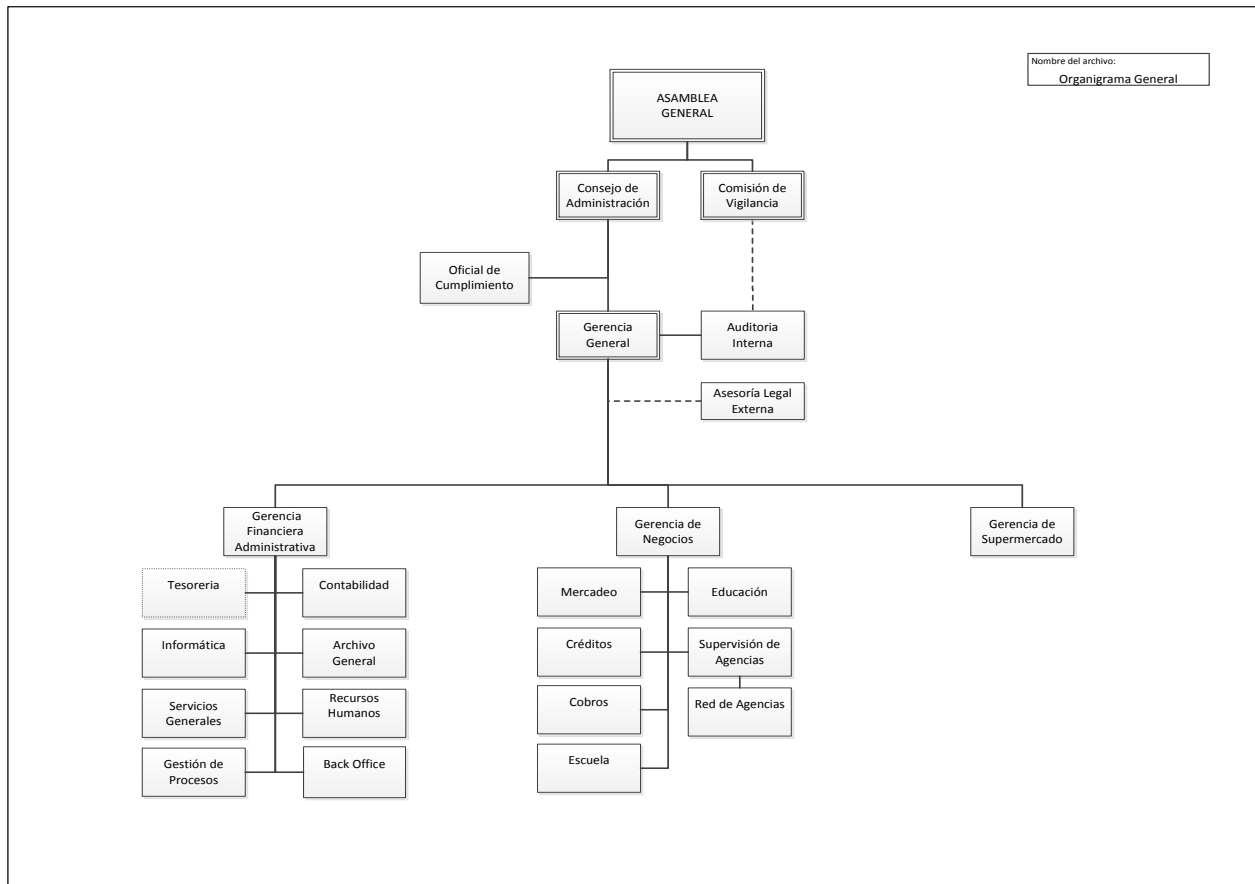 Nombre del archivo:
Organigrama General
ASAMBLEA
GENERAL
Consejo de
Administración
Comisión de
Vigilancia
Oficial de
Cumplimiento
Gerencia
General
Auditoria
Interna
Asesoría Legal
Externa
Gerencia
Financiera
Administrativa
Gerencia de
Negocios
Gerencia de
Supermercado
Tesoreria
Contabilidad
Informática
Archivo
General
Servicios
Generales
Recursos
Humanos
Gestión de
Procesos
Back Office
Mercadeo
Educación
Créditos
Supervisión de
Agencias
Cobros
Red de Agencias
Escuela